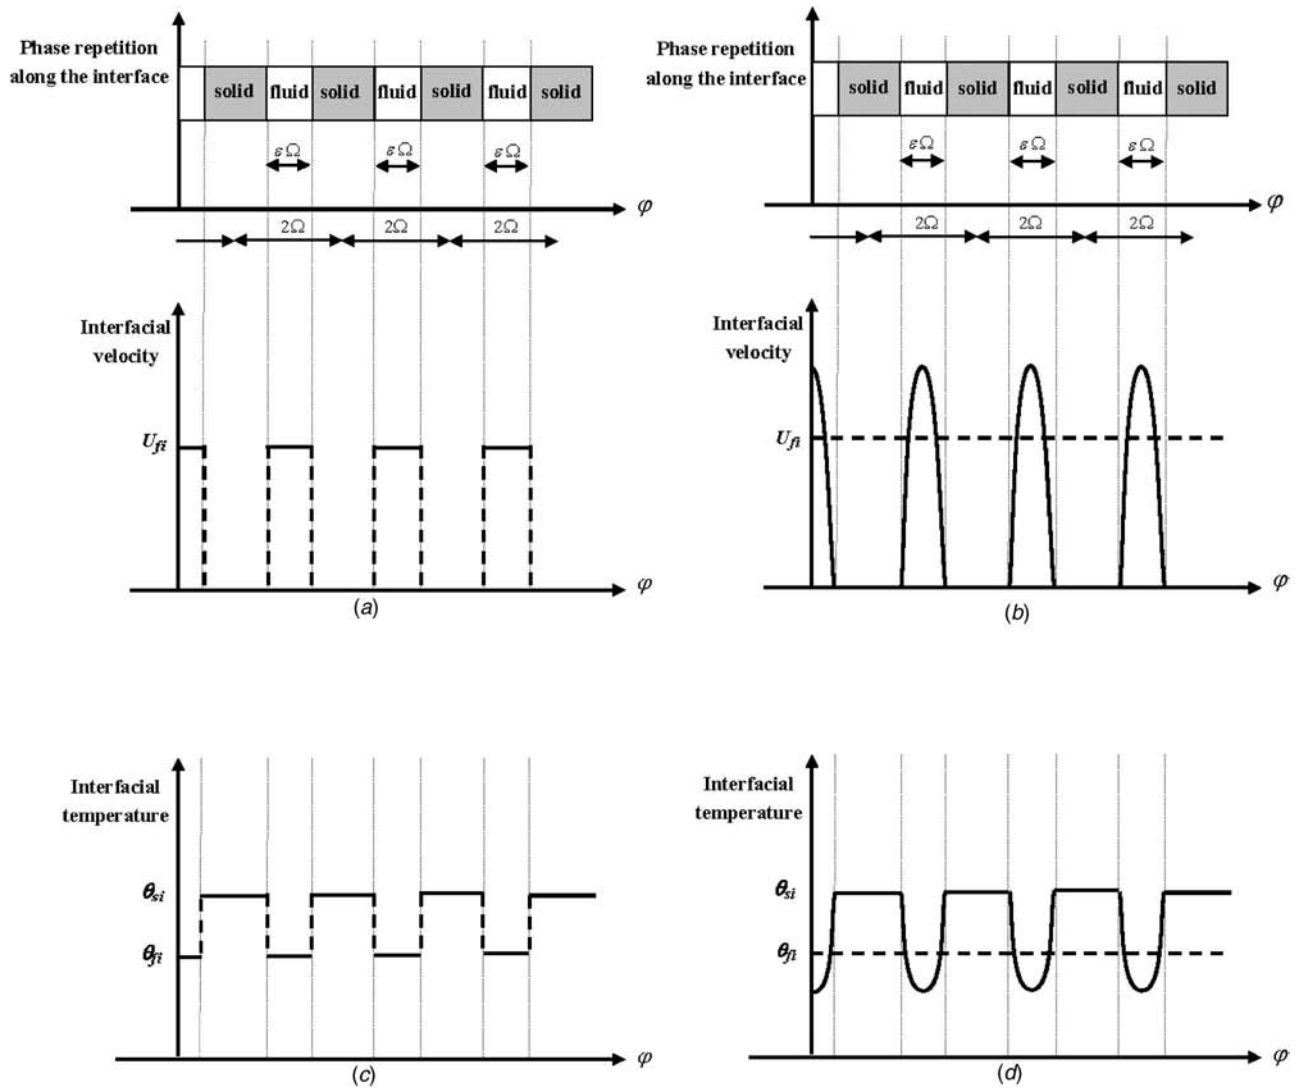 Phase repetition
along the interface
solid fluid solid fluid solid fluid solid
εΩ εΩ εΩ
φ
2Ω 2Ω 2Ω
Interfacial
velocity
U_fi
φ
(a)
Phase repetition
along the interface
solid fluid solid fluid solid fluid solid
εΩ εΩ εΩ
φ
2Ω 2Ω 2Ω
Interfacial
velocity
U_fi
φ
(b)
Interfacial
temperature
θ_si
θ_fi
φ
(c)
Interfacial
temperature
θ_si
θ_fi
φ
(d)